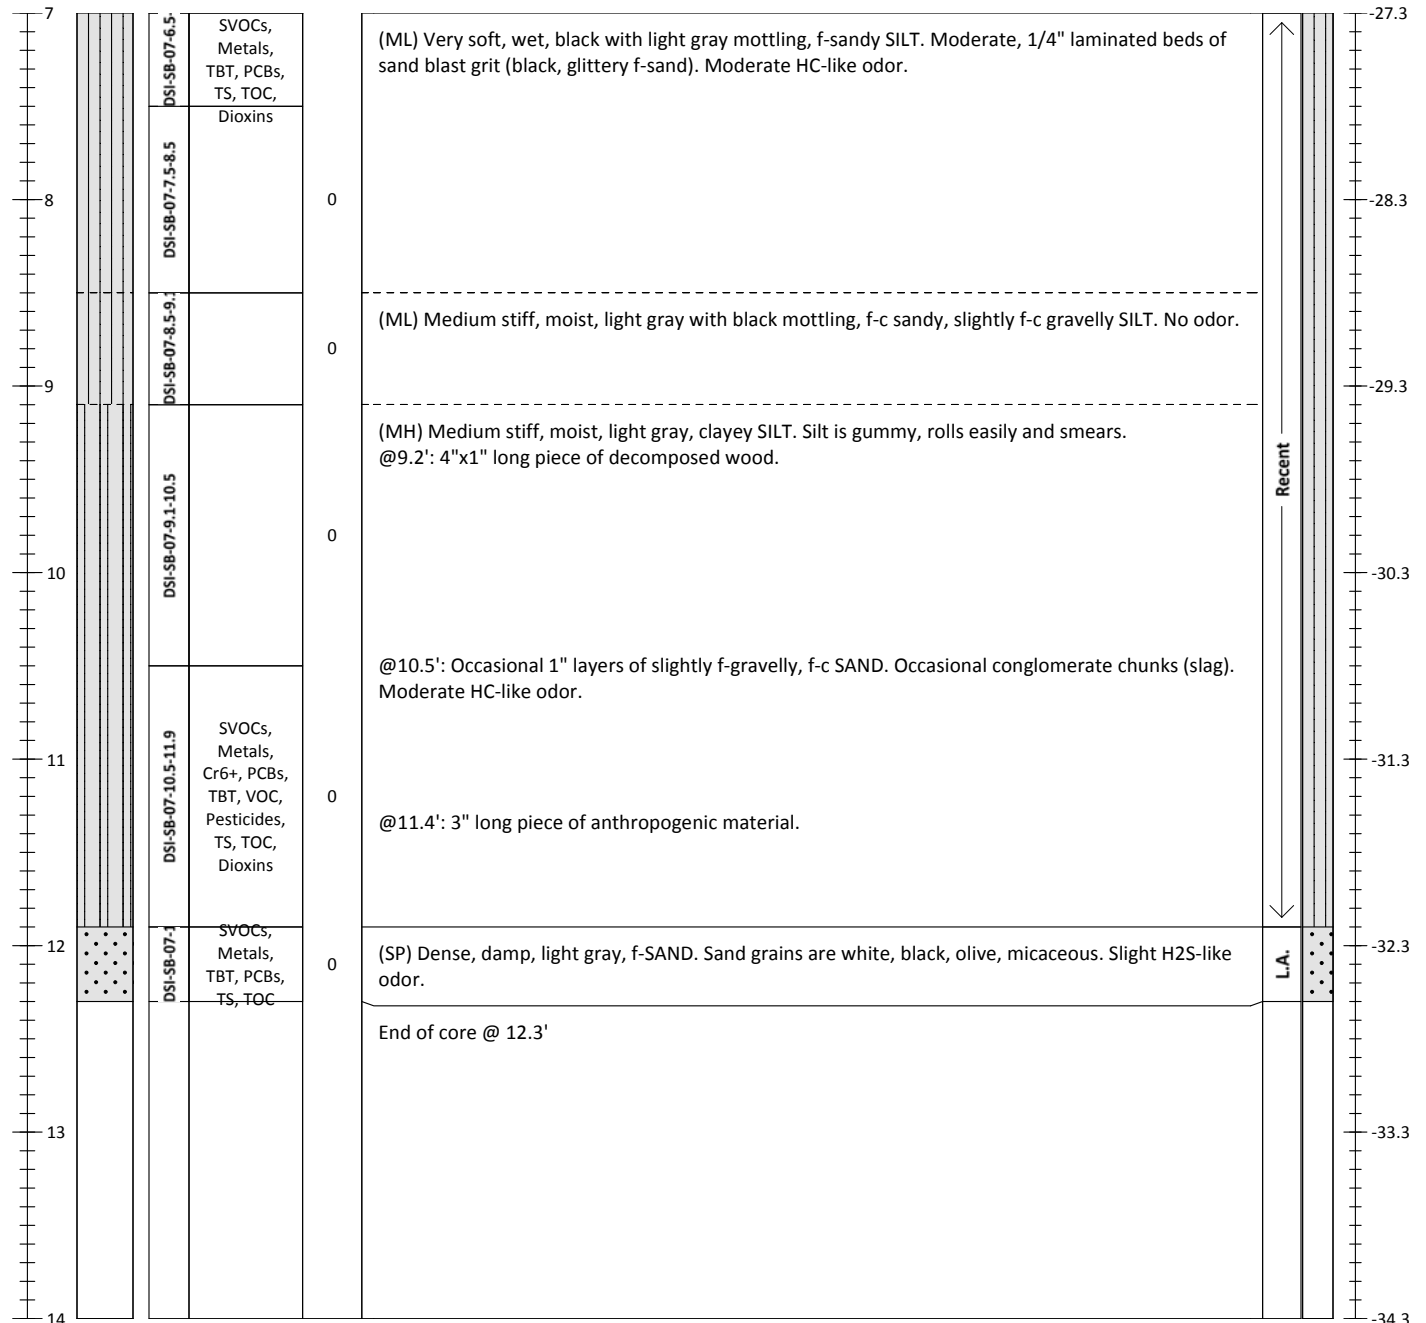 7
DSI-SB-07-6.5-
SVOCs,
Metals,
TBT, PCBs,
TS, TOC,
Dioxins
(ML) Very soft, wet, black with light gray mottling, f-sandy SILT. Moderate, 1/4" laminated beds of
sand blast grit (black, glittery f-sand). Moderate HC-like odor.
-27.3
8
DSI-SB-07-7.5-8.5
0
-28.3
DSI-SB-07-8.5-9.1
0
(ML) Medium stiff, moist, light gray with black mottling, f-c sandy, slightly f-c gravelly SILT. No odor.
9
-29.3
(MH) Medium stiff, moist, light gray, clayey SILT. Silt is gummy, rolls easily and smears.
@9.2': 4"x1" long piece of decomposed wood.
Recent
DSI-SB-07-9.1-10.5
0
10
-30.3
@10.5': Occasional 1" layers of slightly f-gravelly, f-c SAND. Occasional conglomerate chunks (slag).
Moderate HC-like odor.
11
DSI-SB-07-10.5-11.9
SVOCs,
Metals,
Cr6+, PCBs,
TBT, VOC,
Pesticides,
TS, TOC,
Dioxins
0
@11.4': 3" long piece of anthropogenic material.
-31.3
12
DSI-SB-07-1
SVOCs,
Metals,
TBT, PCBs,
TS, TOC
0
(SP) Dense, damp, light gray, f-SAND. Sand grains are white, black, olive, micaceous. Slight H2S-like
odor.
L.A.
-32.3
End of core @ 12.3'
13
-33.3
14
-34.3